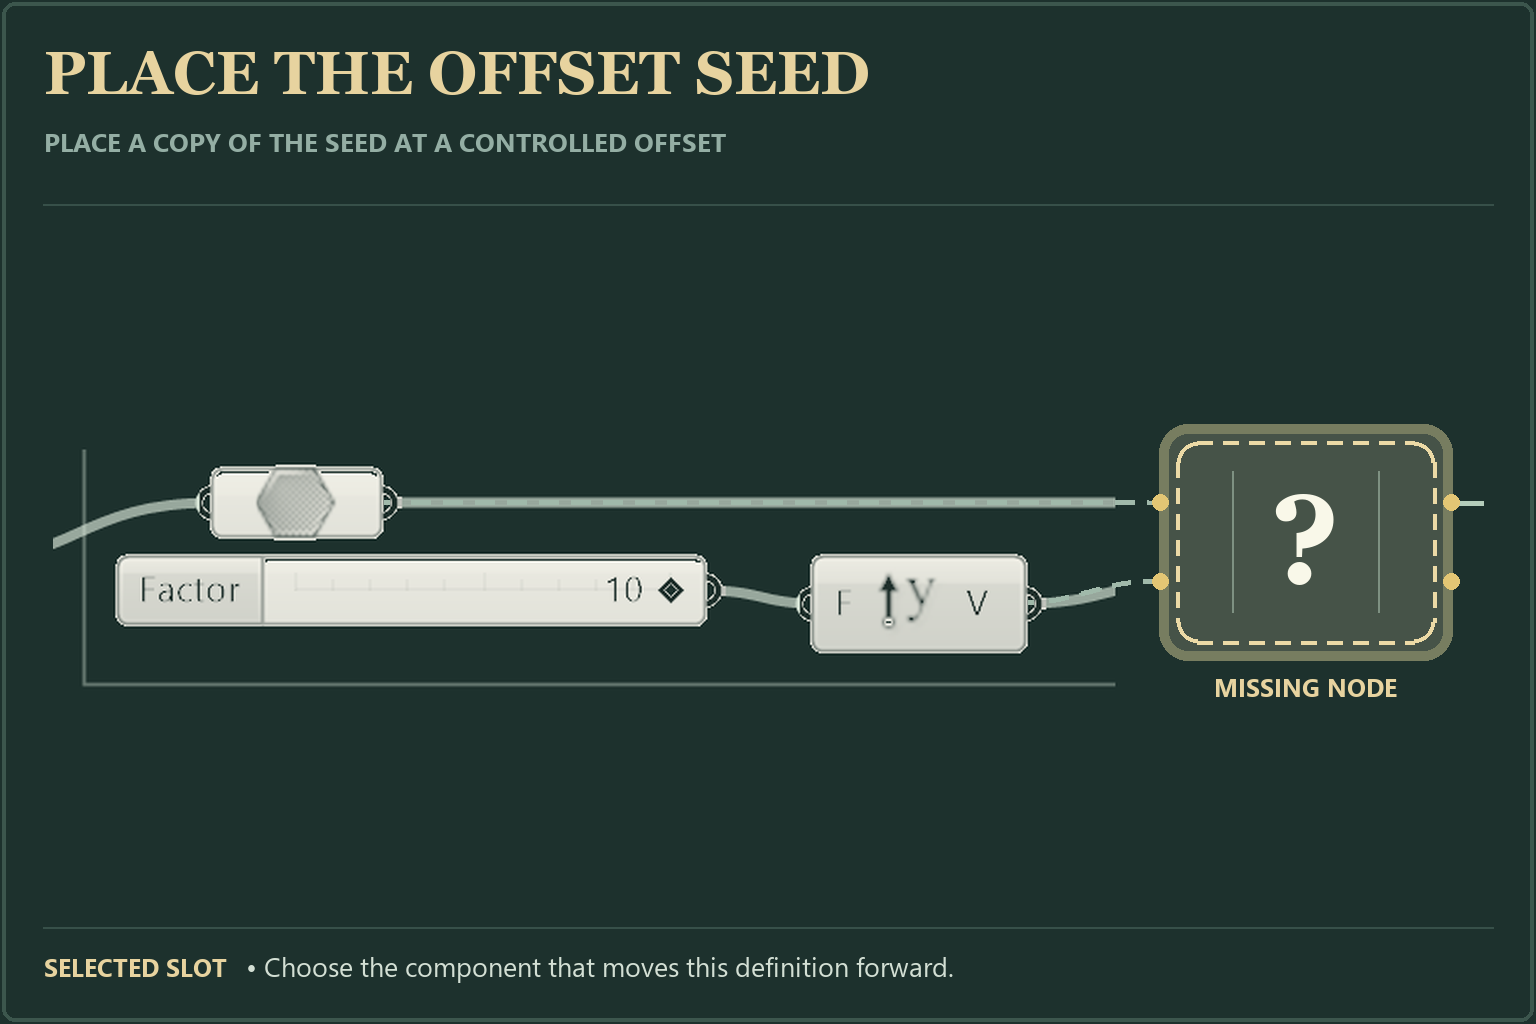 PLACE THE OFFSET SEED
PLACE A COPY OF THE SEED AT A CONTROLLED OFFSET
Factor
10
F
y
V
?
MISSING NODE
SELECTED SLOT • Choose the component that moves this definition forward.